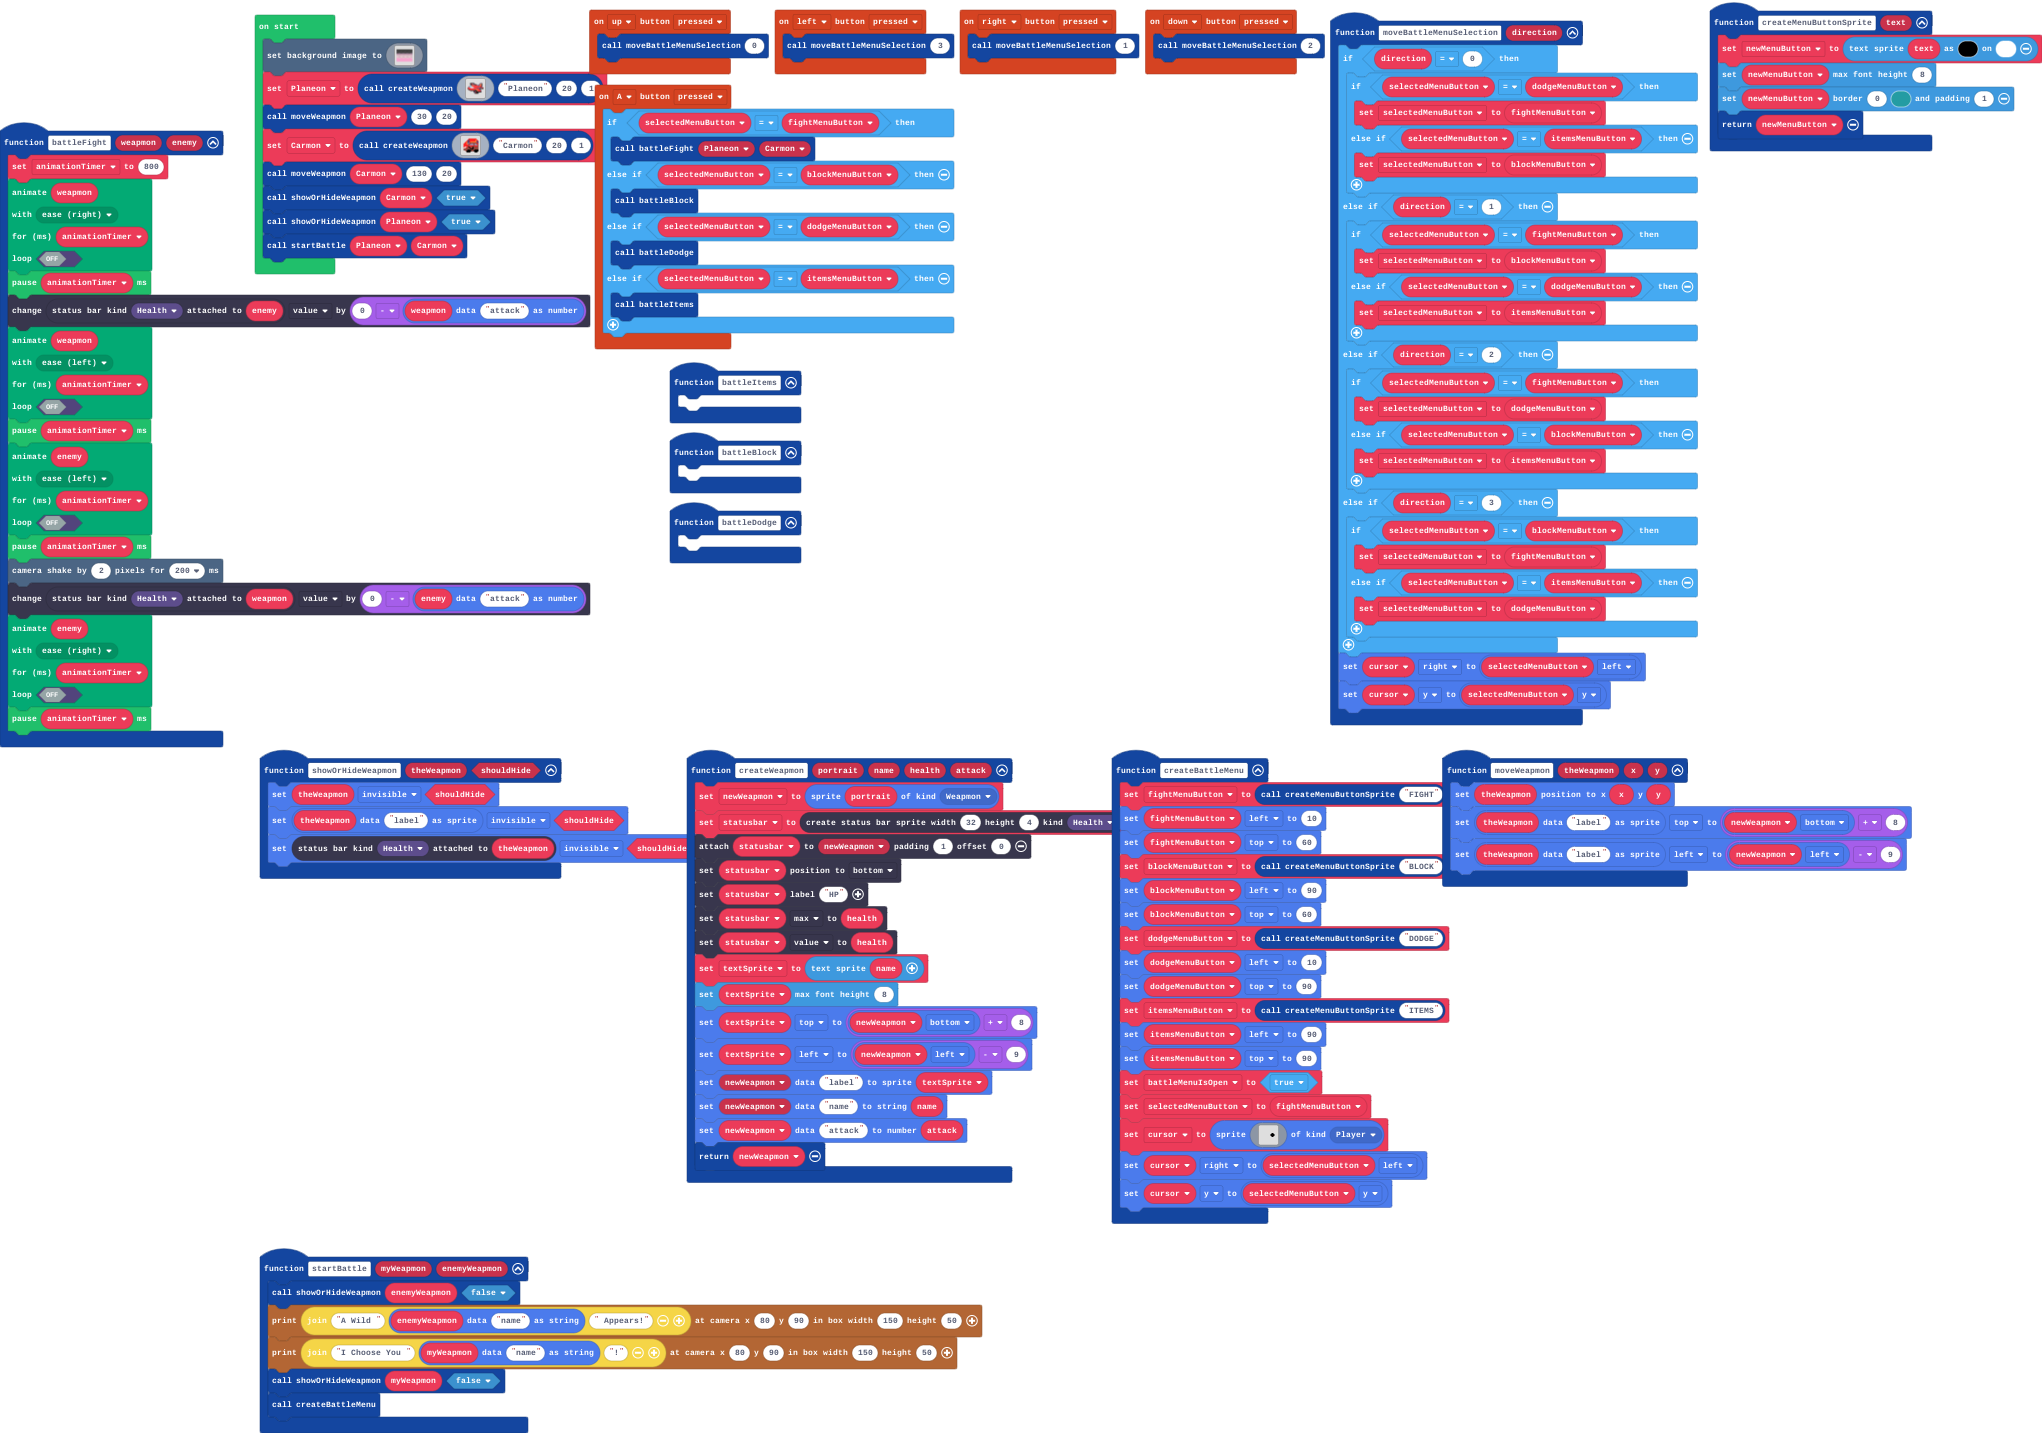 on start
set background image to
set Planeon to call createWeapmon "Planeon" 20 1
call moveWeapmon Planeon 30 20
set Carmon to call createWeapmon "Carmon" 20 1
call moveWeapmon Carmon 130 20
call showOrHideWeapmon Carmon true
call showOrHideWeapmon Planeon true
call startBattle Planeon Carmon
on up button pressed
call moveBattleMenuSelection 0
on left button pressed
call moveBattleMenuSelection 3
on right button pressed
call moveBattleMenuSelection 1
on down button pressed
call moveBattleMenuSelection 2
on A button pressed
if selectedMenuButton = fightMenuButton then
call battleFight Planeon Carmon
else if selectedMenuButton = blockMenuButton then
call battleBlock
else if selectedMenuButton = dodgeMenuButton then
call battleDodge
else if selectedMenuButton = itemsMenuButton then
call battleItems
function battleItems
function battleBlock
function battleDodge
function moveBattleMenuSelection direction
if direction = 0 then
if selectedMenuButton = dodgeMenuButton then
set selectedMenuButton to fightMenuButton
else if selectedMenuButton = itemsMenuButton then
set selectedMenuButton to blockMenuButton
else if direction = 1 then
if selectedMenuButton = fightMenuButton then
set selectedMenuButton to blockMenuButton
else if selectedMenuButton = dodgeMenuButton then
set selectedMenuButton to itemsMenuButton
else if direction = 2 then
if selectedMenuButton = fightMenuButton then
set selectedMenuButton to dodgeMenuButton
else if selectedMenuButton = blockMenuButton then
set selectedMenuButton to itemsMenuButton
else if direction = 3 then
if selectedMenuButton = blockMenuButton then
set selectedMenuButton to fightMenuButton
else if selectedMenuButton = itemsMenuButton then
set selectedMenuButton to dodgeMenuButton
set cursor right to selectedMenuButton left
set cursor y to selectedMenuButton y
function createMenuButtonSprite text
set newMenuButton to text sprite text as on
set newMenuButton max font height 8
set newMenuButton border 0 and padding 1
return newMenuButton
function battleFight weapmon enemy
set animationTimer to 800
animate weapmon
with ease (right)
for (ms) animationTimer
loop OFF
pause animationTimer ms
change status bar kind Health attached to enemy value by 0 - weapmon data "attack" as number
animate weapmon
with ease (left)
for (ms) animationTimer
loop OFF
pause animationTimer ms
animate enemy
with ease (left)
for (ms) animationTimer
loop OFF
pause animationTimer ms
camera shake by 2 pixels for 200 ms
change status bar kind Health attached to weapmon value by 0 - enemy data "attack" as number
animate enemy
with ease (right)
for (ms) animationTimer
loop OFF
pause animationTimer ms
function showOrHideWeapmon theWeapmon shouldHide
set theWeapmon invisible shouldHide
set theWeapmon data "label" as sprite invisible shouldHide
set status bar kind Health attached to theWeapmon invisible shouldHide
function createWeapmon portrait name health attack
set newWeapmon to sprite portrait of kind Weapmon
set statusbar to create status bar sprite width 32 height 4 kind Health
attach statusbar to newWeapmon padding 1 offset 0
set statusbar position to bottom
set statusbar label "HP"
set statusbar max to health
set statusbar value to health
set textSprite to text sprite name
set textSprite max font height 8
set textSprite top to newWeapmon bottom + 8
set textSprite left to newWeapmon left - 9
set newWeapmon data "label" to sprite textSprite
set newWeapmon data "name" to string name
set newWeapmon data "attack" to number attack
return newWeapmon
function createBattleMenu
set fightMenuButton to call createMenuButtonSprite "FIGHT"
set fightMenuButton left to 10
set fightMenuButton top to 60
set blockMenuButton to call createMenuButtonSprite "BLOCK"
set blockMenuButton left to 90
set blockMenuButton top to 60
set dodgeMenuButton to call createMenuButtonSprite "DODGE"
set dodgeMenuButton left to 10
set dodgeMenuButton top to 90
set itemsMenuButton to call createMenuButtonSprite "ITEMS
set itemsMenuButton left to 90
set itemsMenuButton top to 90
set battleMenuIsOpen to true
set selectedMenuButton to fightMenuButton
set cursor to sprite of kind Player
set cursor right to selectedMenuButton left
set cursor y to selectedMenuButton y
function moveWeapmon theWeapmon x y
set theWeapmon position to x x y y
set theWeapmon data "label" as sprite top to newWeapmon bottom + 8
set theWeapmon data "label" as sprite left to newWeapmon left - 9
function startBattle myWeapmon enemyWeapmon
call showOrHideWeapmon enemyWeapmon false
print join "A Wild " enemyWeapmon data "name" as string " Appears!" at camera x 80 y 90 in box width 150 height 50
print join "I Choose You " myWeapmon data "name" as string "!" at camera x 80 y 90 in box width 150 height 50
call showOrHideWeapmon myWeapmon false
call createBattleMenu